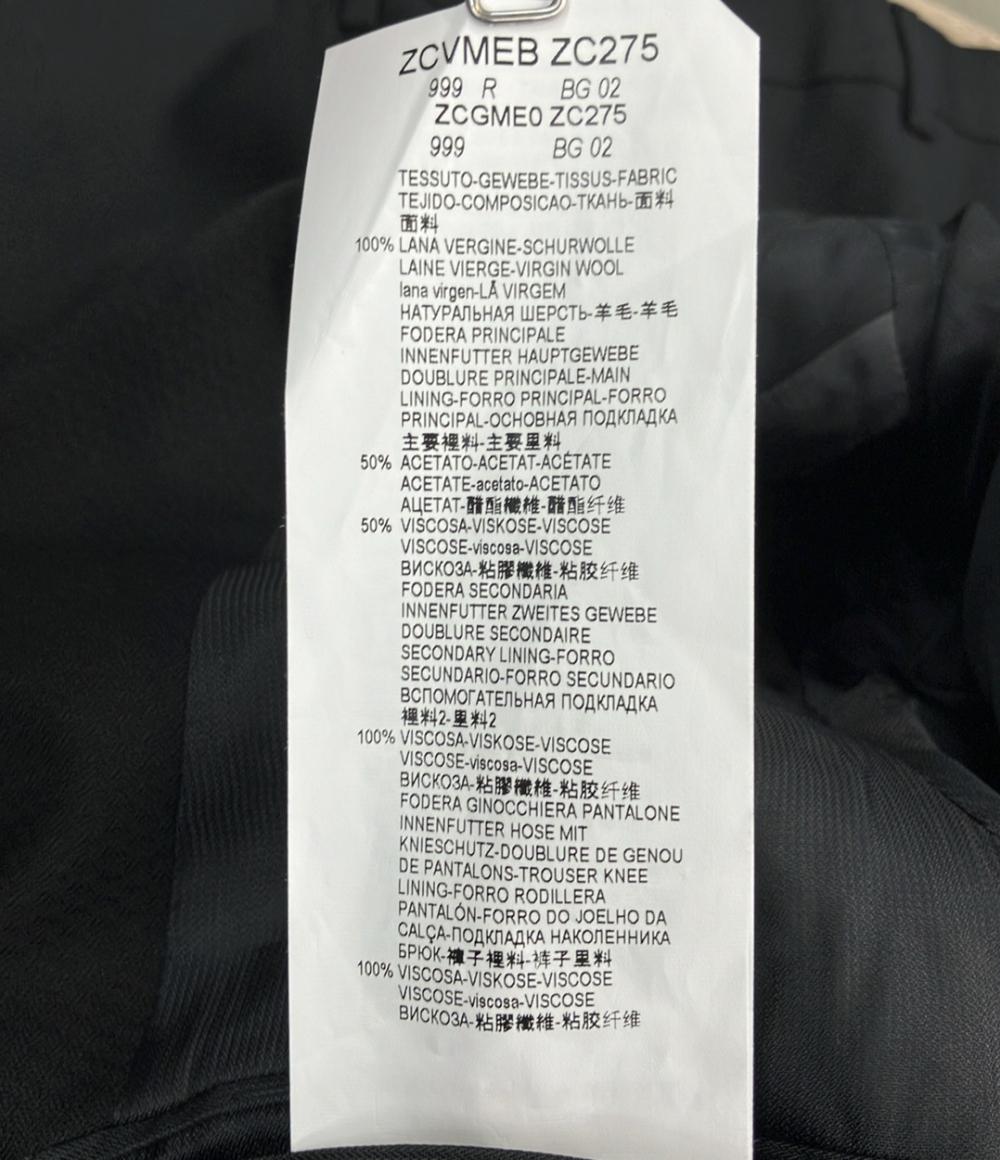 ZCVMEB ZC275
999 R BG 02
ZCGME0 ZC275
999 BG 02
TESSUTO-GEWEBE-TISSUS-FABRIC
TEJIDO-COMPOSICAO-ТКАНЬ-面料
面料
100% LANA VERGINE-SCHURWOLLE
LAINE VIERGE-VIRGIN WOOL
lana virgen-LÃ VIRGEM
НАТУРАЛЬНАЯ ШЕРСТЬ-羊毛-羊毛
FODERA PRINCIPALE
INNENFUTTER HAUPTGEWEBE
DOUBLURE PRINCIPALE-MAIN
LINING-FORRO PRINCIPAL-FORRO
PRINCIPAL-ОСНОВНАЯ ПОДКЛАДКА
主要裡料-主要里料
50% ACETATO-ACETAT-ACÉTATE
ACETATE-acetato-ACETATO
АЦЕТАТ-醋酯纖維-醋酯纤维
50% VISCOSA-VISKOSE-VISCOSE
VISCOSE-viscosa-VISCOSE
ВИСКОЗА-粘膠纖維-粘胶纤维
FODERA SECONDARIA
INNENFUTTER ZWEITES GEWEBE
DOUBLURE SECONDAIRE
SECONDARY LINING-FORRO
SECUNDARIO-FORRO SECUNDARIO
ВСПОМОГАТЕЛЬНАЯ ПОДКЛАДКА
裡料2-里料2
100% VISCOSA-VISKOSE-VISCOSE
VISCOSE-viscosa-VISCOSE
ВИСКОЗА-粘膠纖維-粘胶纤维
FODERA GINOCCHIERA PANTALONE
INNENFUTTER HOSE MIT
KNIESCHUTZ-DOUBLURE DE GENOU
DE PANTALONS-TROUSER KNEE
LINING-FORRO RODILLERA
PANTALÓN-FORRO DO JOELHO DA
CALÇA-ПОДКЛАДКА НАКОЛЕННИКА
БРЮК-褲子裡料-裤子里料
100% VISCOSA-VISKOSE-VISCOSE
VISCOSE-viscosa-VISCOSE
ВИСКОЗА-粘膠纖維-粘胶纤维